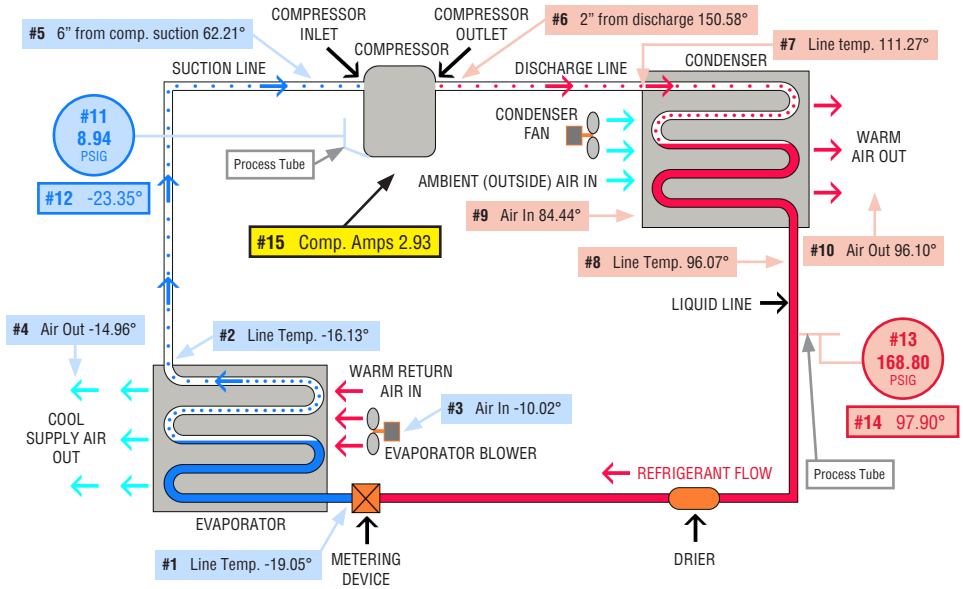 #5 6” from comp. suction 62.21°
COMPRESSOR
INLET
COMPRESSOR
OUTLET
#6 2” from discharge 150.58°
#7 Line temp. 111.27°
COMPRESSOR
SUCTION LINE
DISCHARGE LINE
CONDENSER
#11
8.94
PSIG
Process Tube
CONDENSER
FAN
WARM
AIR OUT
AMBIENT (OUTSIDE) AIR IN
#12 -23.35°
#15 Comp. Amps 2.93
#9 Air In 84.44°
#10 Air Out 96.10°
#8 Line Temp. 96.07°
LIQUID LINE
#4 Air Out -14.96°
#2 Line Temp. -16.13°
#13
168.80
PSIG
WARM RETURN
AIR IN
#3 Air In -10.02°
#14 97.90°
COOL
SUPPLY AIR
OUT
EVAPORATOR BLOWER
REFRIGERANT FLOW
Process Tube
EVAPORATOR
#1 Line Temp. -19.05°
METERING
DEVICE
DRIER